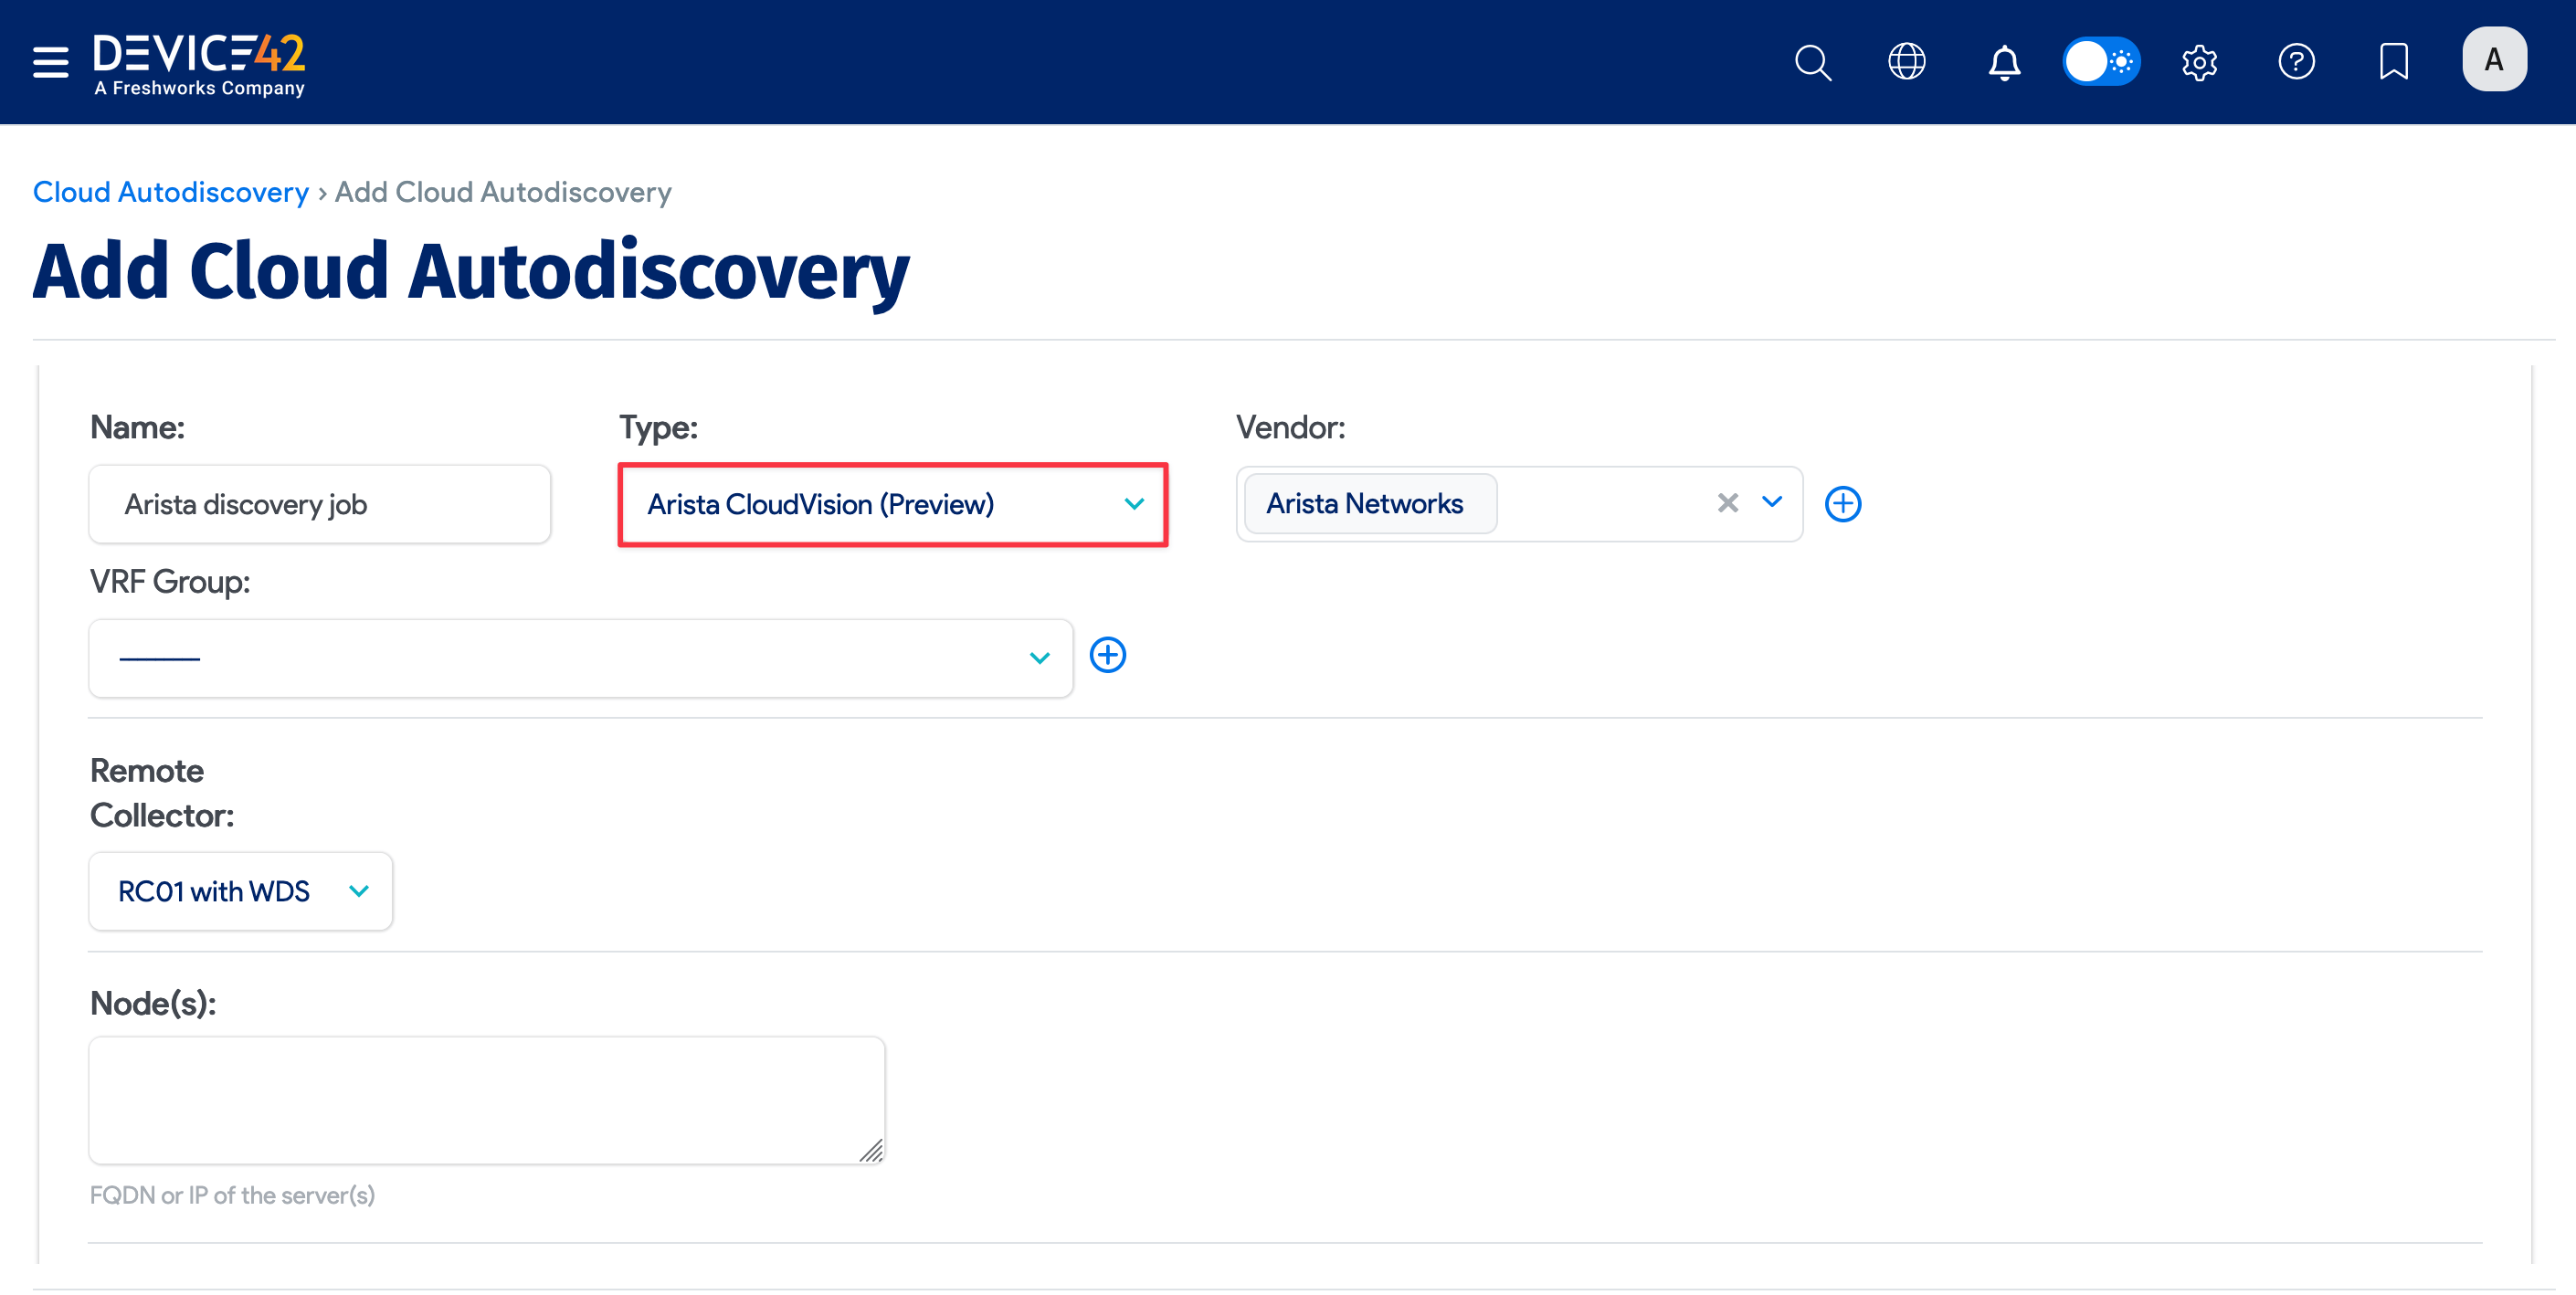 DEVICE42
A Freshworks Company
A
Cloud Autodiscovery › Add Cloud Autodiscovery
Add Cloud Autodiscovery
Name: Type: Vendor:
Arista discovery job Arista CloudVision (Preview) Arista Networks
VRF Group:
---------
Remote
Collector:
RC01 with WDS
Node(s):
FQDN or IP of the server(s)